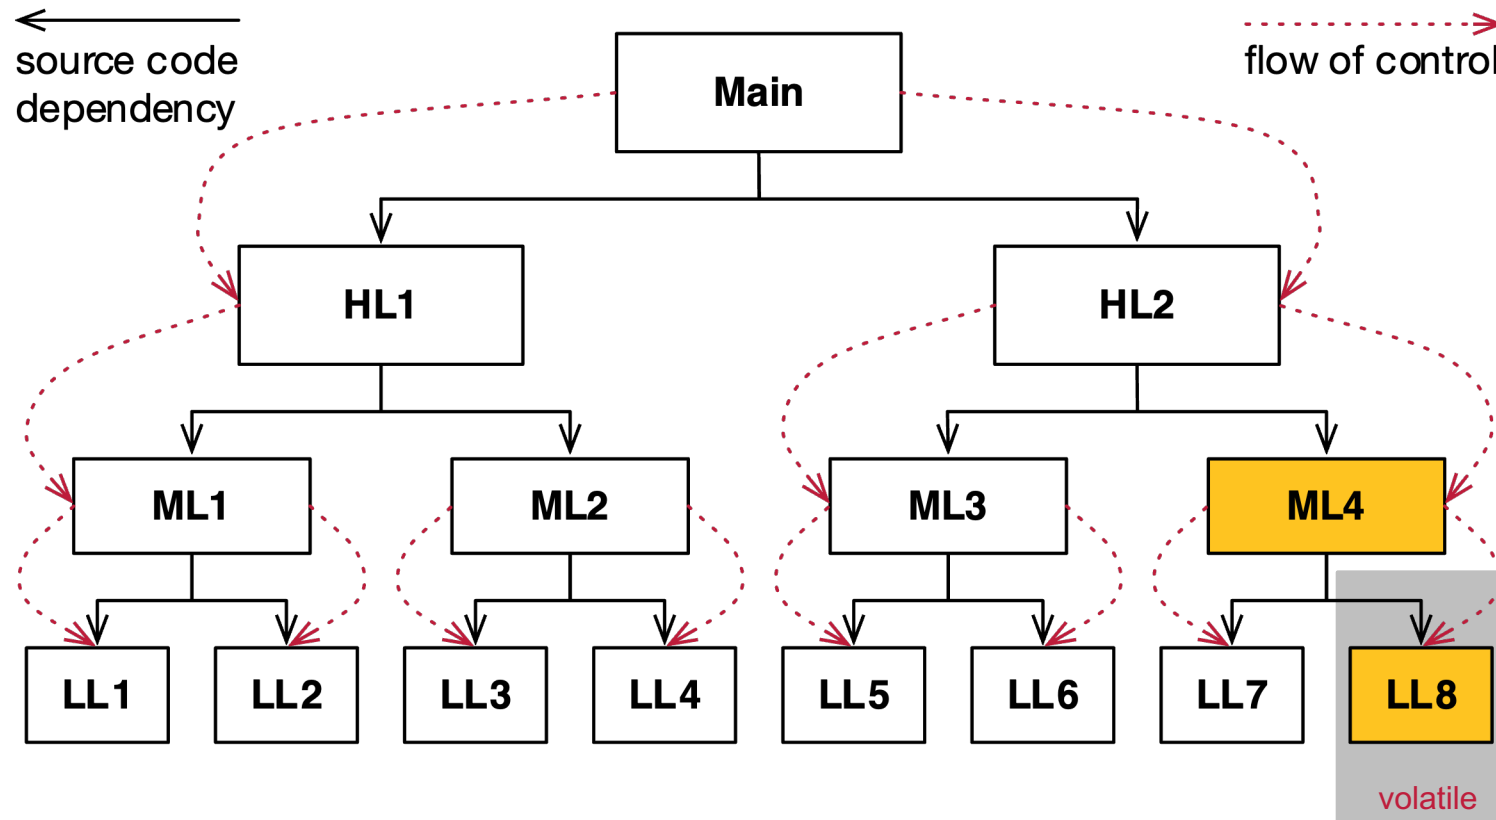 source code
dependency
flow of control
Main
HL1
HL2
ML1
ML2
ML3
ML4
LL1
LL2
LL3
LL4
LL5
LL6
LL7
LL8
volatile